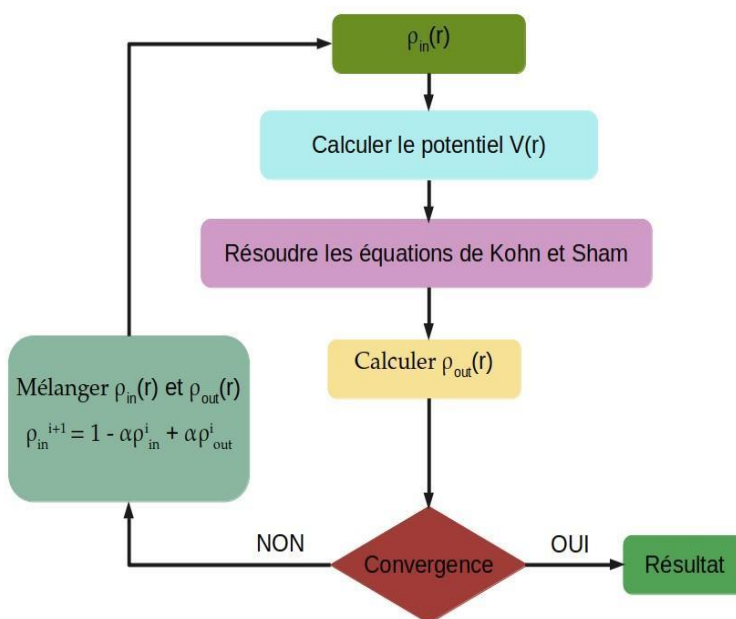 ρin(r)
Calculer le potentiel V(r)
Résoudre les équations de Kohn et Sham
Calculer ρout(r)
Mélanger ρin(r) et ρout(r)
ρin^i+1 = 1 - αρ^i in + αρ^i out
NON
Convergence
OUI
Résultat